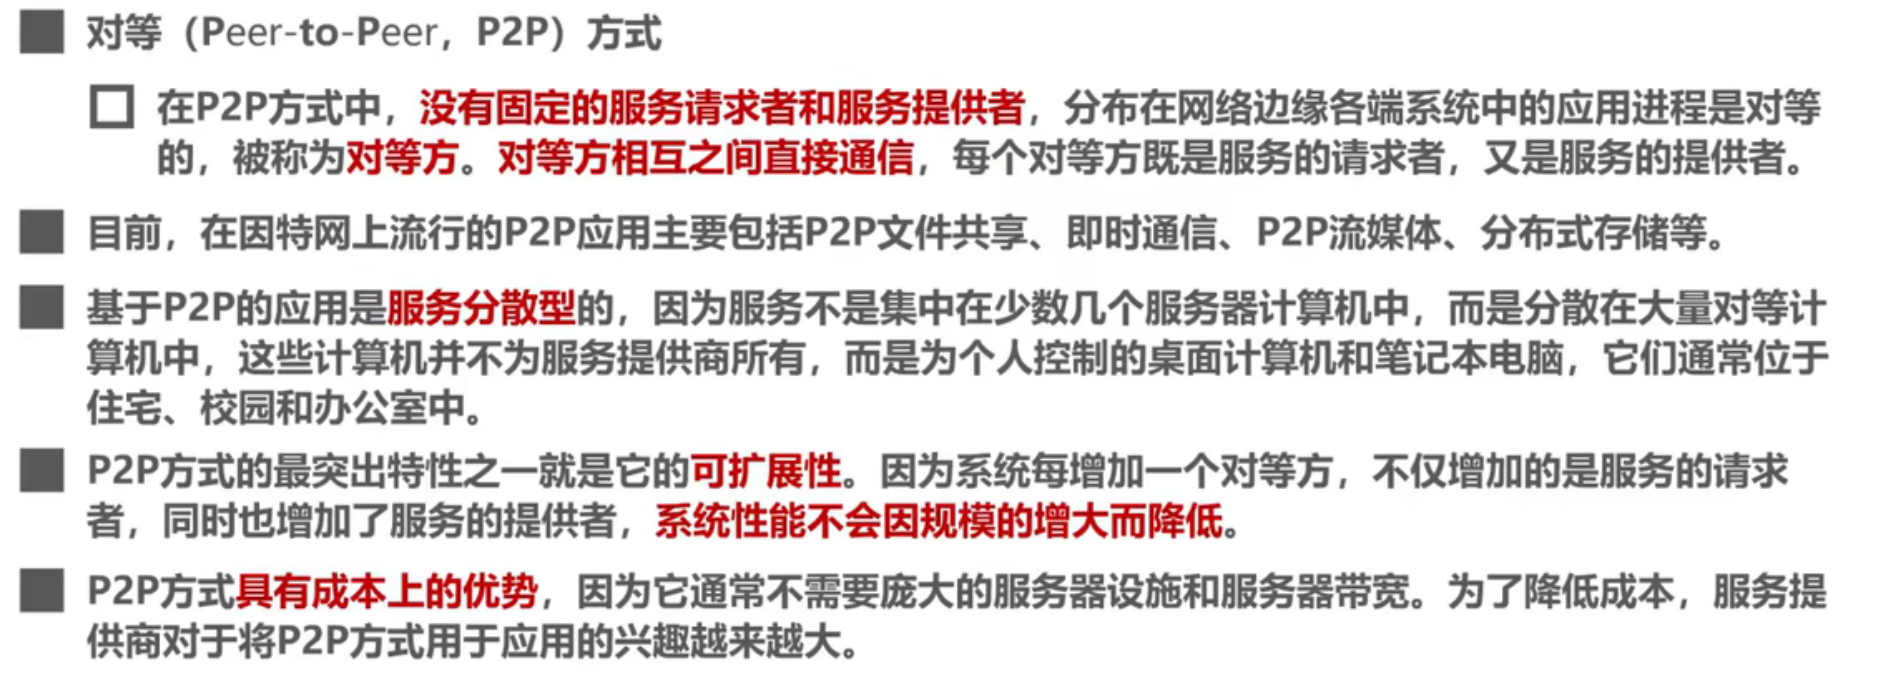 对等（Peer-to-Peer，P2P）方式
在P2P方式中，没有固定的服务请求者和服务提供者，分布在网络边缘各端系统中的应用进程是对等
的，被称为对等方。对等方相互之间直接通信，每个对等方既是服务的请求者，又是服务的提供者。
目前，在因特网上流行的P2P应用主要包括P2P文件共享、即时通信、P2P流媒体、分布式存储等。
基于P2P的应用是服务分散型的，因为服务不是集中在少数几个服务器计算机中，而是分散在大量对等计
算机中，这些计算机并不为服务提供商所有，而是为个人控制的桌面计算机和笔记本电脑，它们通常位于
住宅、校园和办公室中。
P2P方式的最突出特性之一就是它的可扩展性。因为系统每增加一个对等方，不仅增加的是服务的请求
者，同时也增加了服务的提供者，系统性能不会因规模的增大而降低。
P2P方式具有成本上的优势，因为它通常不需要庞大的服务器设施和服务器带宽。为了降低成本，服务提
供商对于将P2P方式用于应用的兴趣越来越大。